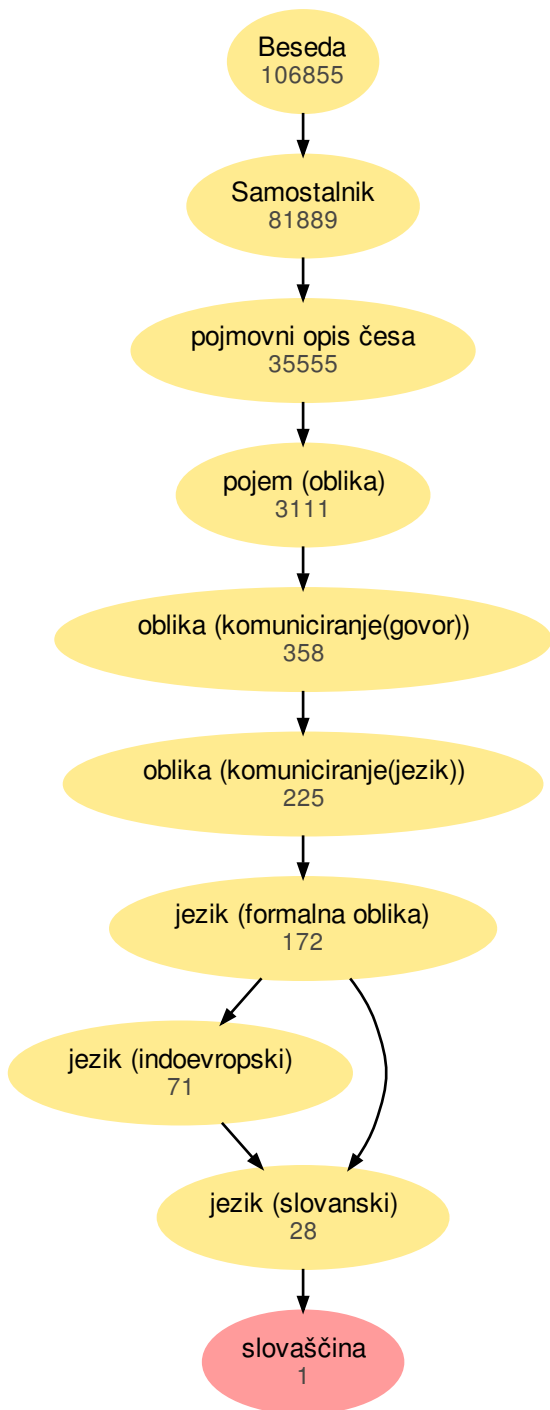 Beseda
106855
Samostalnik
81889
pojmovni opis česa
35555
pojem (oblika)
3111
oblika (komuniciranje(govor))
358
oblika (komuniciranje(jezik))
225
jezik (formalna oblika)
172
jezik (indoevropski)
71
jezik (slovanski)
28
slovaščina
1